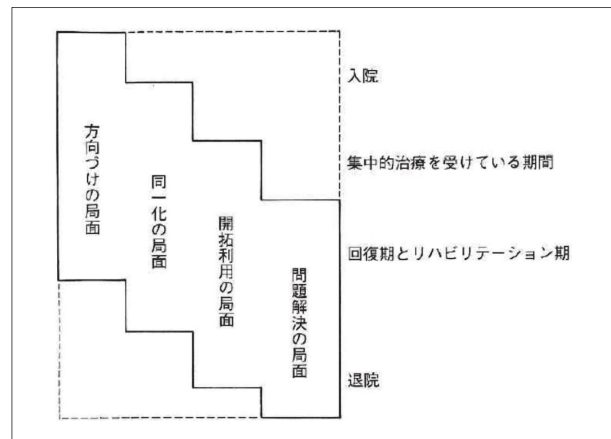 方向づけの局面
同一化の局面
開拓利用の局面
問題解決の局面
入院
集中的治療を受けている期間
回復期とリハビリテーション期
退院